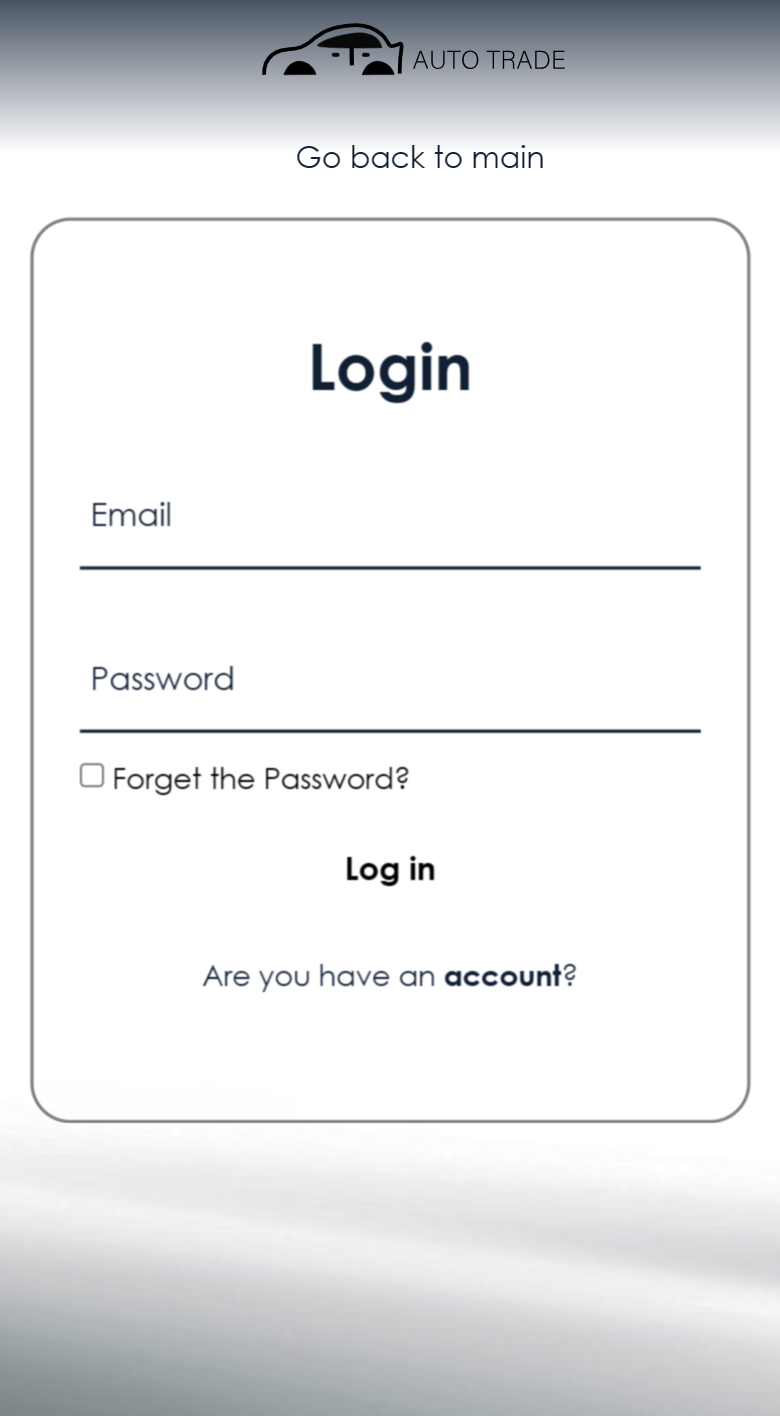 AUTO TRADE
Go back to main
Login
Email
Password
Forget the Password?
Log in
Are you have an account?